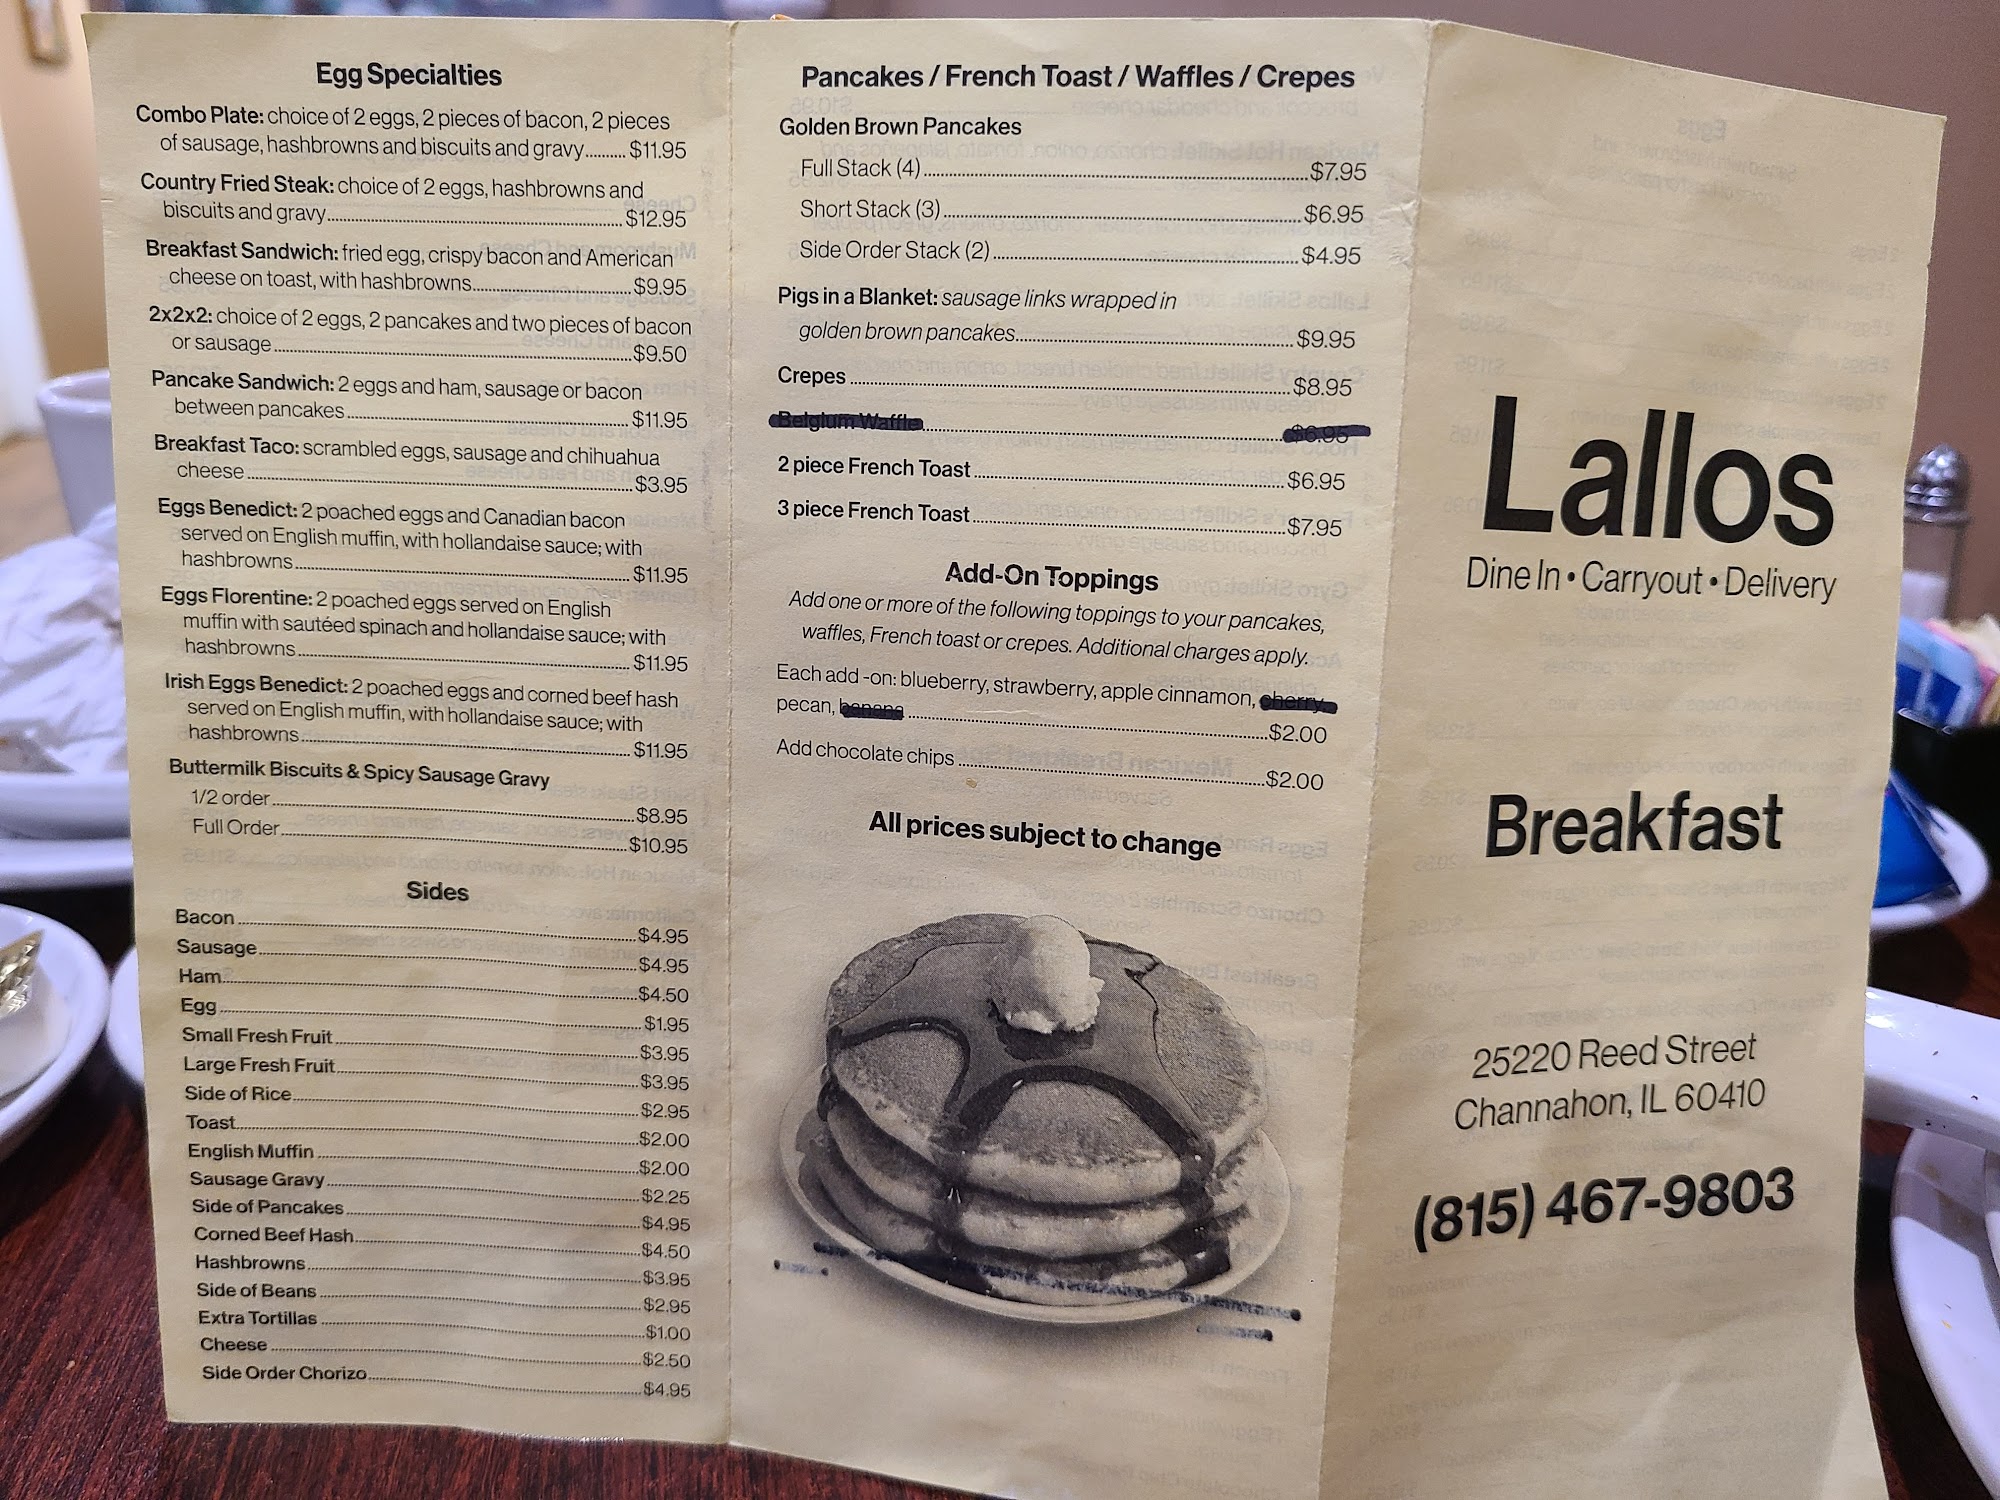 Egg Specialties
Combo Plate: choice of 2 eggs, 2 pieces of bacon, 2 pieces
of sausage, hashbrowns and biscuits and gravy......... $11.95
Country Fried Steak: choice of 2 eggs, hashbrowns and
biscuits and gravy $12.95
Breakfast Sandwich: fried egg, crispy bacon and American
cheese on toast, with hashbrowns $9.95
2x2x2: choice of 2 eggs, 2 pancakes and two pieces of bacon
or sausage $9.50
Pancake Sandwich: 2 eggs and ham, sausage or bacon
between pancakes $11.95
Breakfast Taco: scrambled eggs, sausage and chihuahua
cheese $3.95
Eggs Benedict: 2 poached eggs and Canadian bacon
served on English muffin, with hollandaise sauce; with
hashbrowns $11.95
Eggs Florentine: 2 poached eggs served on English
muffin with sautéed spinach and hollandaise sauce; with
hashbrowns $11.95
Irish Eggs Benedict: 2 poached eggs and corned beef hash
served on English muffin, with hollandaise sauce; with
hashbrowns $11.95
Buttermilk Biscuits & Spicy Sausage Gravy
1/2 order $8.95
Full Order $10.95
Sides
Bacon $4.95
Sausage $4.95
Ham $4.50
Egg $1.95
Small Fresh Fruit $3.95
Large Fresh Fruit $3.95
Side of Rice $2.95
Toast $2.00
English Muffin $2.00
Sausage Gravy $2.25
Side of Pancakes $4.95
Corned Beef Hash $4.50
Hashbrowns $3.95
Side of Beans $2.95
Extra Tortillas $1.00
Cheese $2.50
Side Order Chorizo $4.95
Pancakes / French Toast / Waffles / Crepes
Golden Brown Pancakes
Full Stack (4) $7.95
Short Stack (3) $6.95
Side Order Stack (2) $4.95
Pigs in a Blanket: sausage links wrapped in
golden brown pancakes $9.95
Crepes $8.95
Belgium Waffle $6.95
2 piece French Toast $6.95
3 piece French Toast $7.95
Add-On Toppings
Add one or more of the following toppings to your pancakes,
waffles, French toast or crepes. Additional charges apply.
Each add -on: blueberry, strawberry, apple cinnamon, cherry,
pecan, banana $2.00
Add chocolate chips $2.00
All prices subject to change
Lallos
Dine In • Carryout • Delivery
Breakfast
25220 Reed Street
Channahon, IL 60410
(815) 467-9803